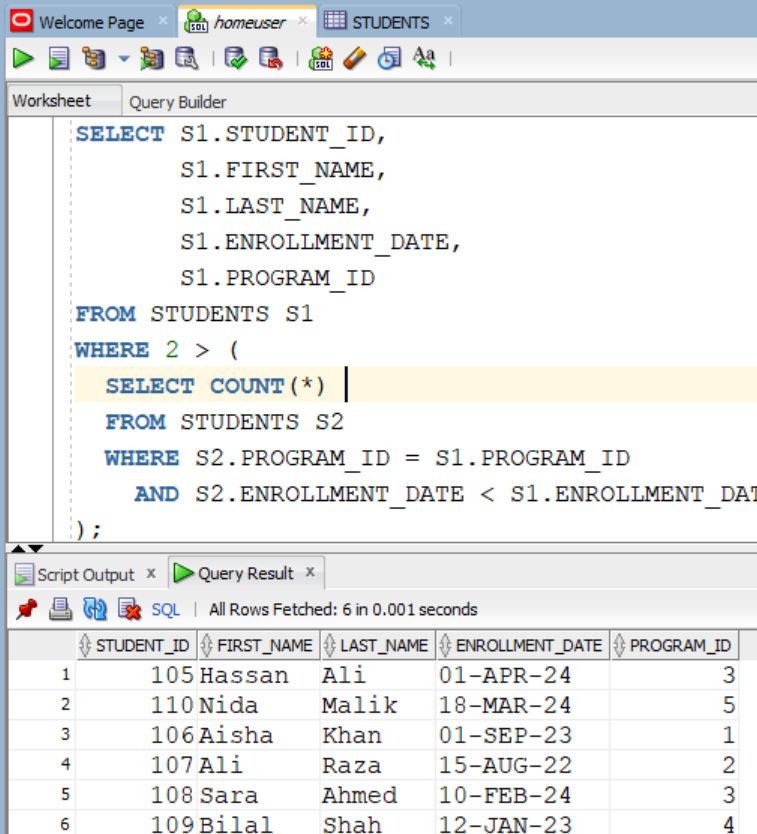 Welcome Page × homeuser × STUDENTS ×
SQL SQL Aa
Worksheet Query Builder
SELECT S1.STUDENT_ID,
S1.FIRST_NAME,
S1.LAST_NAME,
S1.ENROLLMENT_DATE,
S1.PROGRAM_ID
FROM STUDENTS S1
WHERE 2 > (
SELECT COUNT(*)
FROM STUDENTS S2
WHERE S2.PROGRAM_ID = S1.PROGRAM_ID
AND S2.ENROLLMENT_DATE < S1.ENROLLMENT_DAT
);
Script Output × Query Result ×
SQL | All Rows Fetched: 6 in 0.001 seconds
STUDENT_ID FIRST_NAME LAST_NAME ENROLLMENT_DATE PROGRAM_ID
1 105 Hassan Ali 01-APR-24 3
2 110 Nida Malik 18-MAR-24 5
3 106 Aisha Khan 01-SEP-23 1
4 107 Ali Raza 15-AUG-22 2
5 108 Sara Ahmed 10-FEB-24 3
6 109 Bilal Shah 12-JAN-23 4